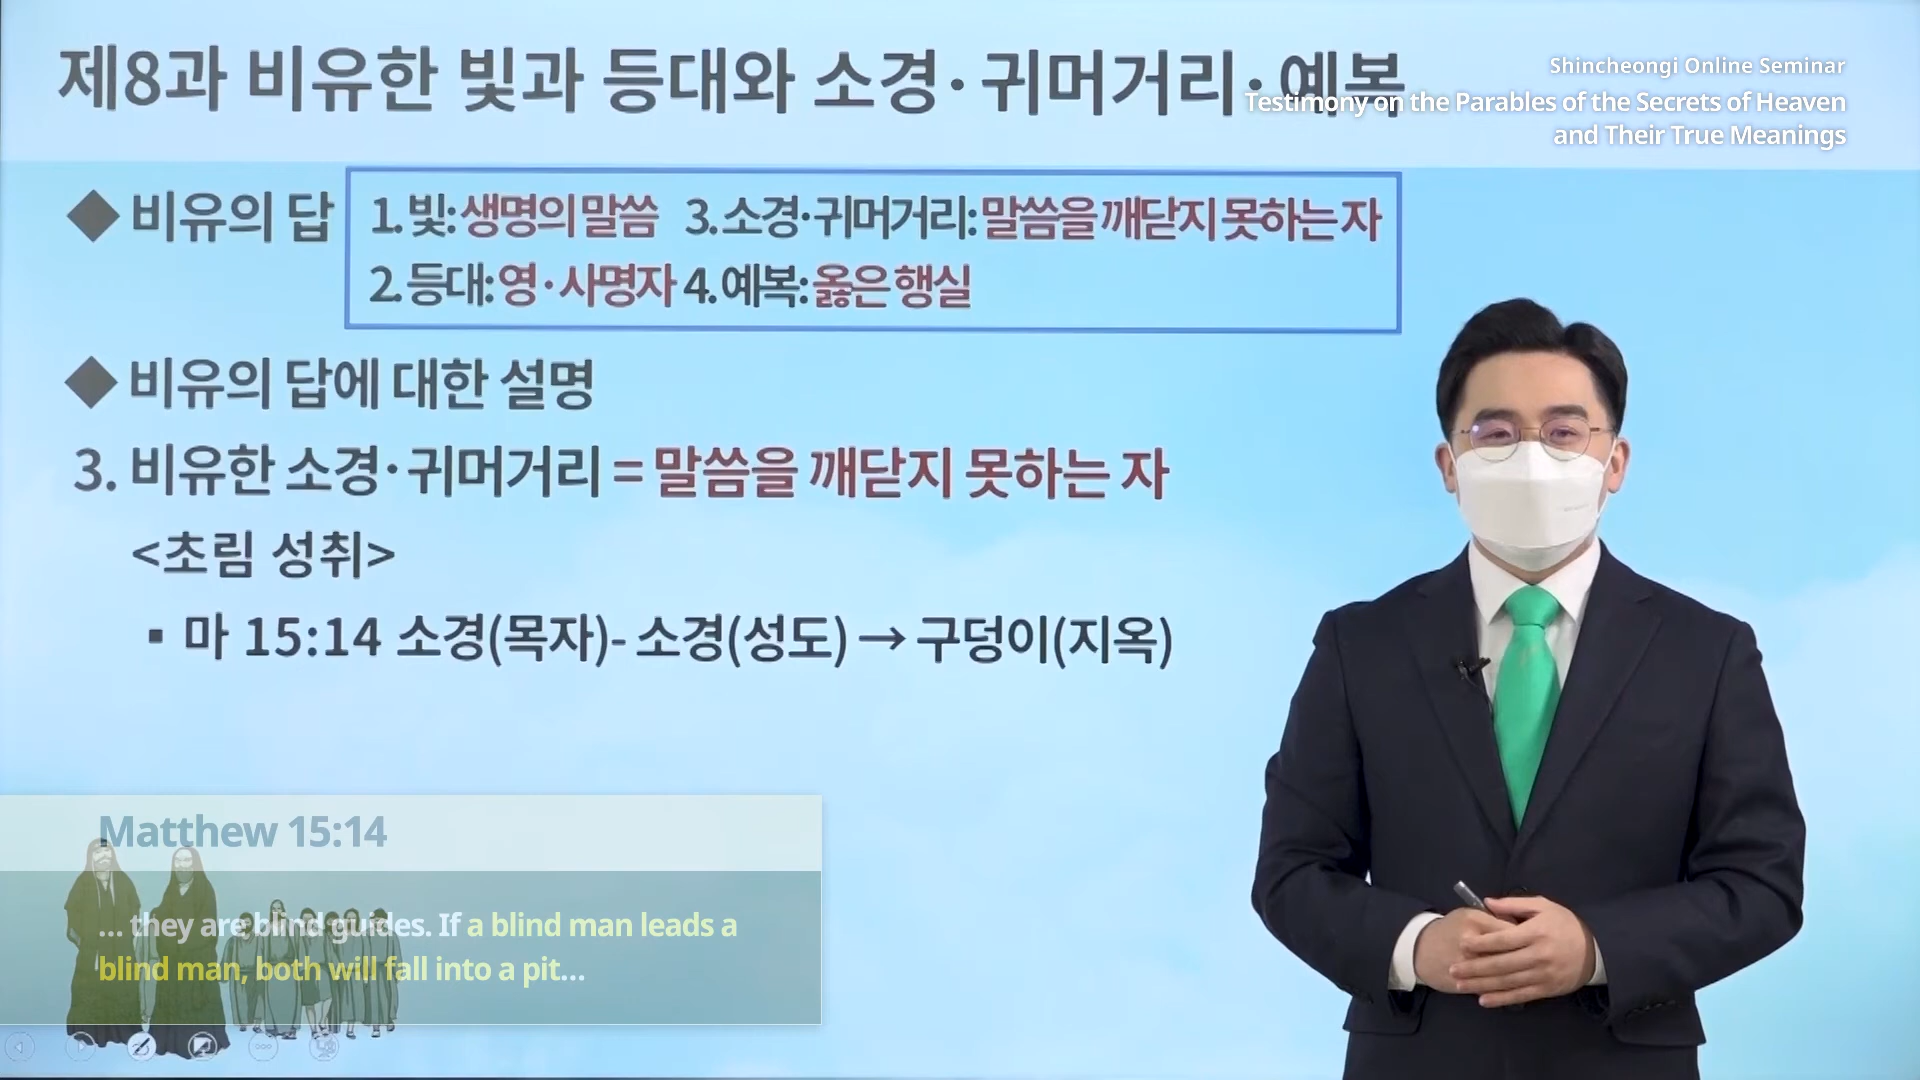 제8과 비유한 빛과 등대와 소경·귀머거리·예복
Shincheongi Online Seminar
Testimony on the Parables of the Secrets of Heaven
and Their True Meanings
◆ 비유의 답
1. 빛: 생명의 말씀 3. 소경·귀머거리: 말씀을 깨닫지 못하는 자
2. 등대: 영·사명자 4. 예복: 옳은 행실
◆ 비유의 답에 대한 설명
3. 비유한 소경·귀머거리 = 말씀을 깨닫지 못하는 자
<초림 성취>
▪ 마 15:14 소경(목자)- 소경(성도) → 구덩이(지옥)
Matthew 15:14
... they are blind guides. If a blind man leads a
blind man, both will fall into a pit...